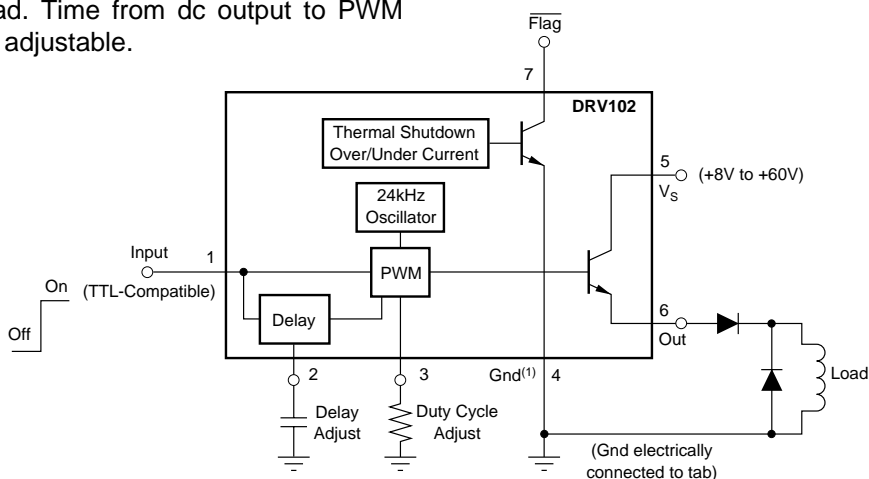 ad. Time from dc output to PWM
adjustable.
Flag
7
DRV102
Thermal Shutdown
Over/Under Current
5
(+8V to +60V)
VS
24kHz
Oscillator
Input
1
(TTL-Compatible)
PWM
On
Off
Delay
6
Out
2
3
Gnd(1)
4
Load
Delay
Adjust
Duty Cycle
Adjust
(Gnd electrically
connected to tab)